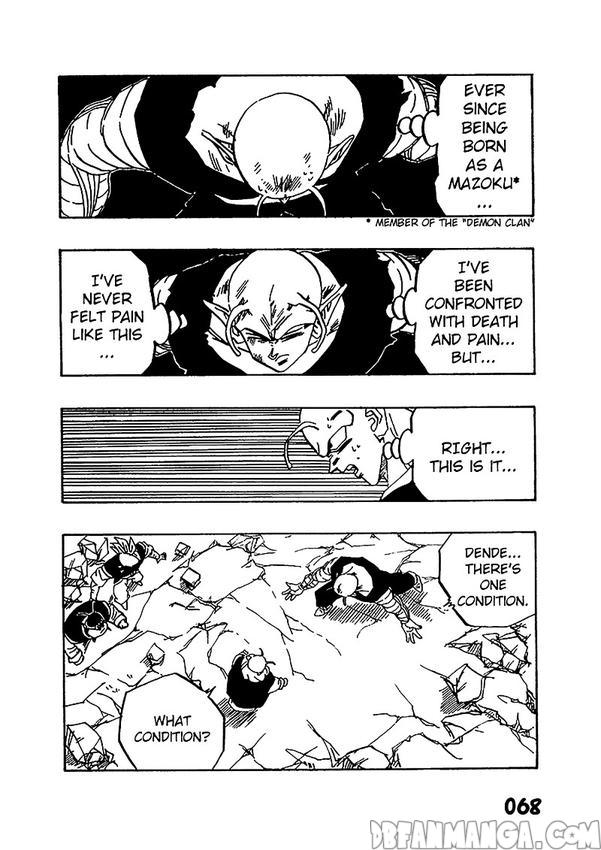 EVER
SINCE
BEING
BORN
AS A
MAZOKU*
...
* MEMBER OF THE "DEMON CLAN"
I'VE
BEEN
CONFRONTED
WITH DEATH
AND PAIN...
BUT...
I'VE
NEVER
FELT PAIN
LIKE THIS
...
RIGHT...
THIS IS IT...
DENDE...
THERE'S
ONE
CONDITION.
WHAT
CONDITION?
068
DBFANMANGA.COM